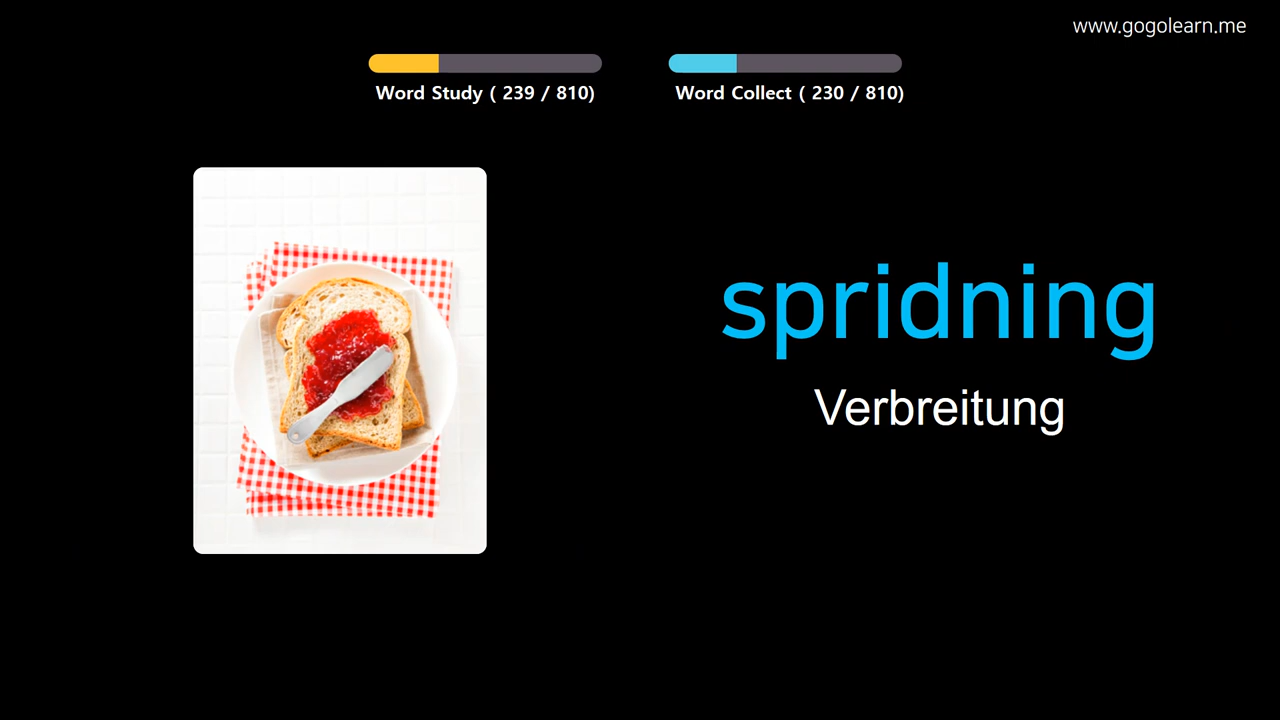 www.gogolearn.me
Word Study ( 239 / 810)
Word Collect ( 230 / 810)
spridning
Verbreitung